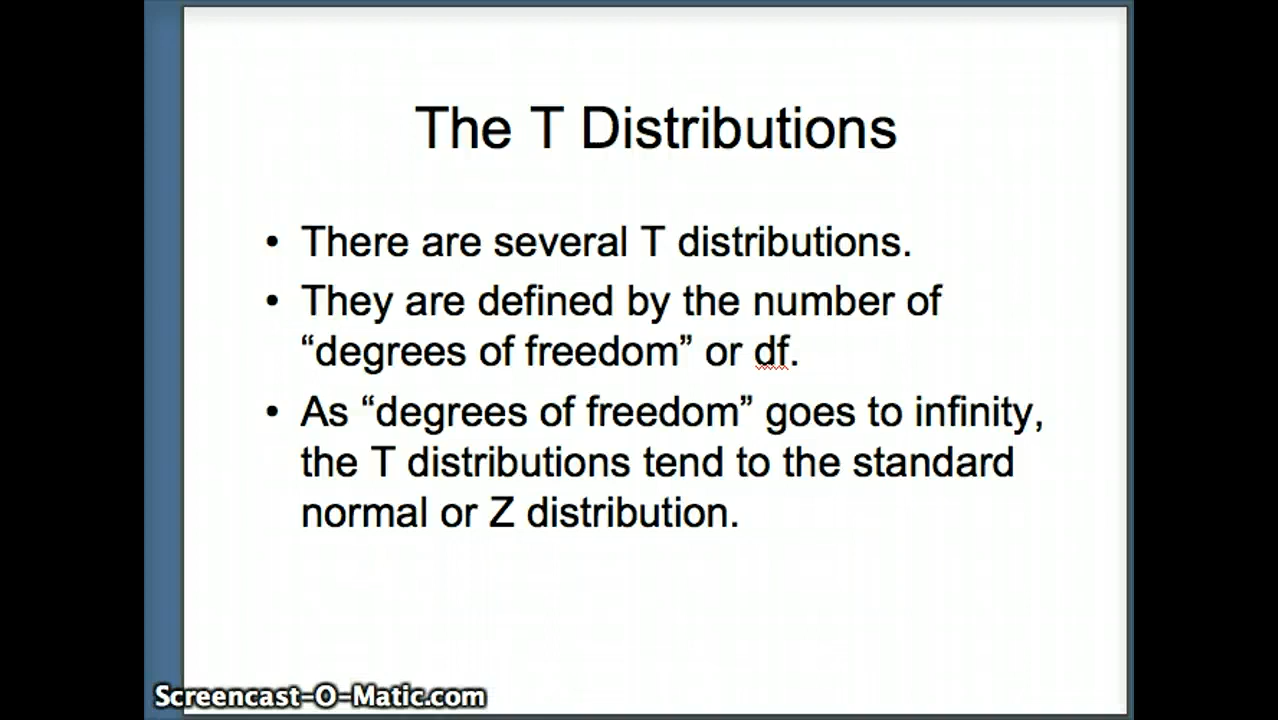 The T Distributions
• There are several T distributions.
• They are defined by the number of
“degrees of freedom” or df.
• As “degrees of freedom” goes to infinity,
the T distributions tend to the standard
normal or Z distribution.
Screencast-O-Matic.com